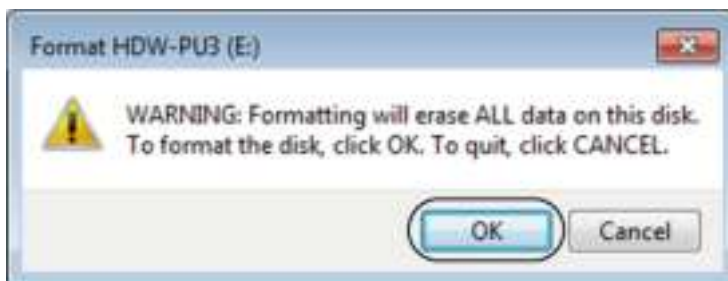 Format HDW-PU3 (E:)
WARNING: Formatting will erase ALL data on this disk.
To format the disk, click OK. To quit, click CANCEL.
OK
Cancel